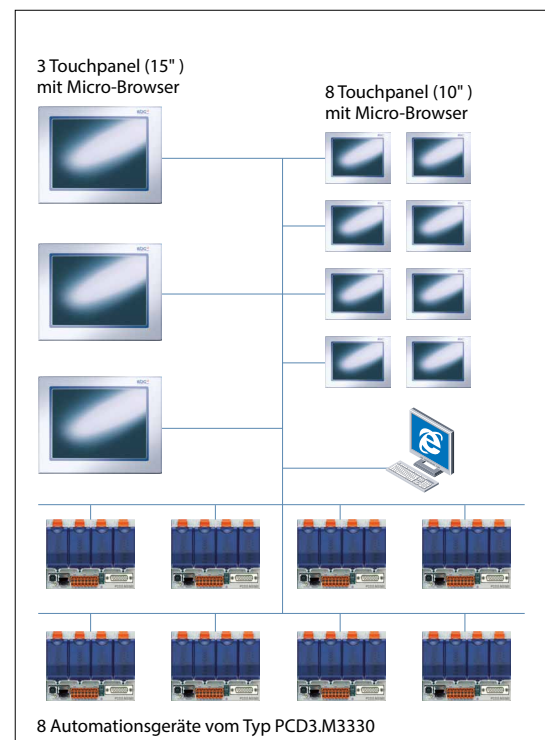 3 Touchpanel (15" )
mit Micro-Browser
8 Touchpanel (10" )
mit Micro-Browser
8 Automationsgeräte vom Typ PCD3.M3330